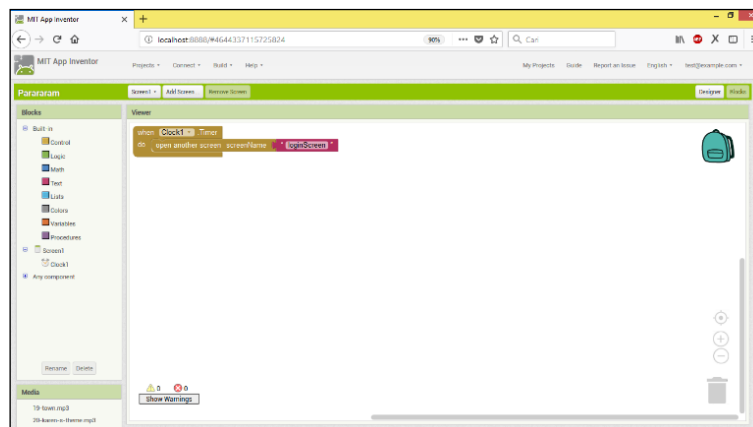 MIT App Inventor
localhost:8888/#4644337115725824
90%
Cari
MIT App Inventor
Projects Connect Build Help
My Projects Guide Report an Issue English test@example.com
Pararararam
Screen1 Add Screen Remove Screen
Designer Blocks
Blocks
Viewer
Built-in
Control
Logic
Math
Text
Lists
Colors
Variables
Procedures
Screen1
Clock1
Any component
when Clock1 .Timer
do open another screen screenName " loginScreen "
Rename Delete
0 0
Show Warnings
Media
19-town.mp3